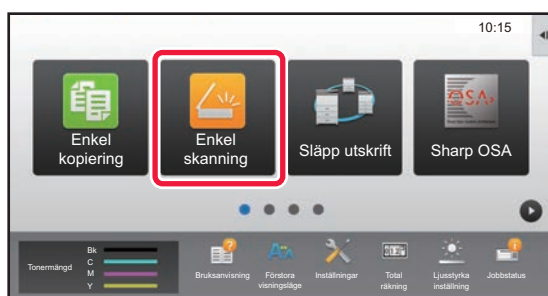 10:15
Enkel
kopiering
Enkel
skanning
Släpp utskrift
OSA
Sharp OSA
Tonermängd
Bk
C
M
Y
Bruksanvisning
Förstora
visningsläge
Inställningar
Total
räkning
Ljusstyrka
inställning
Jobbstatus